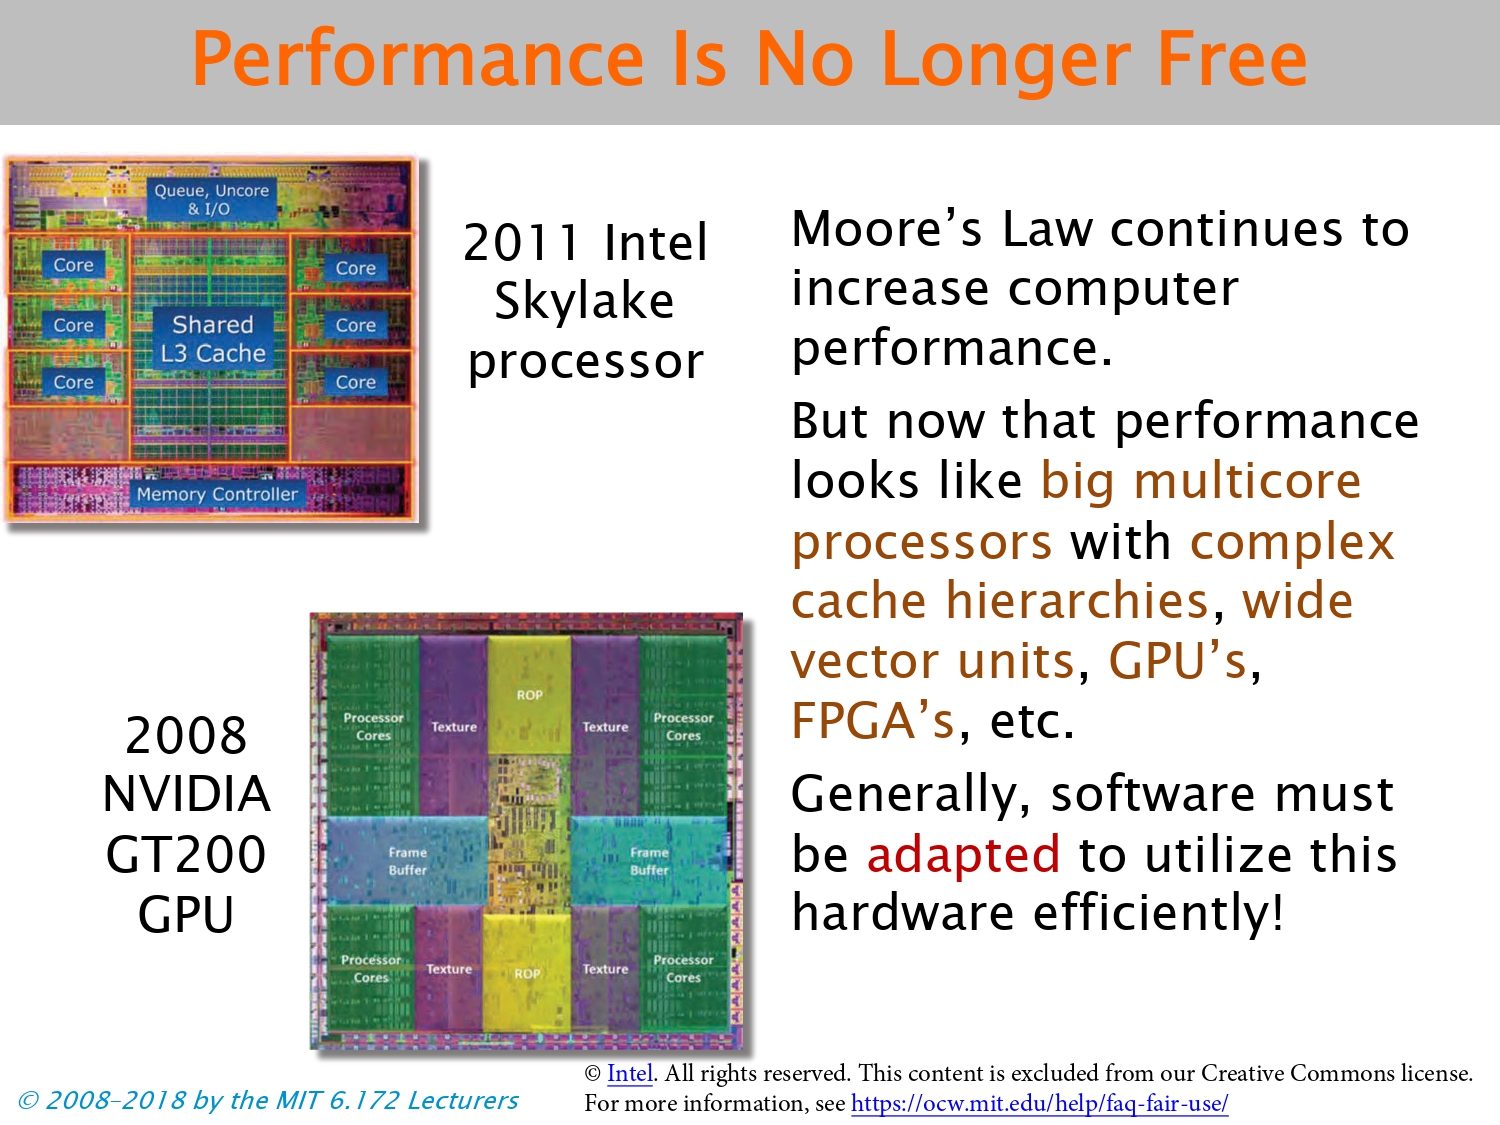 Performance Is No Longer Free
Queue, Uncore
& I/O
Core
Core
Core
Shared
L3 Cache
Core
Core
Core
Memory Controller
2011 Intel
Skylake
processor
Moore’s Law continues to
increase computer
performance.
But now that performance
looks like big multicore
processors with complex
cache hierarchies, wide
vector units, GPU’s,
FPGA’s, etc.
Generally, software must
be adapted to utilize this
hardware efficiently!
2008
NVIDIA
GT200
GPU
Processor
Cores
Texture
ROP
Texture
Processor
Cores
Frame
Buffer
Frame
Buffer
Processor
Cores
Texture
ROP
Texture
Processor
Cores
© 2008–2018 by the MIT 6.172 Lecturers
© Intel. All rights reserved. This content is excluded from our Creative Commons license.
For more information, see https://ocw.mit.edu/help/faq-fair-use/